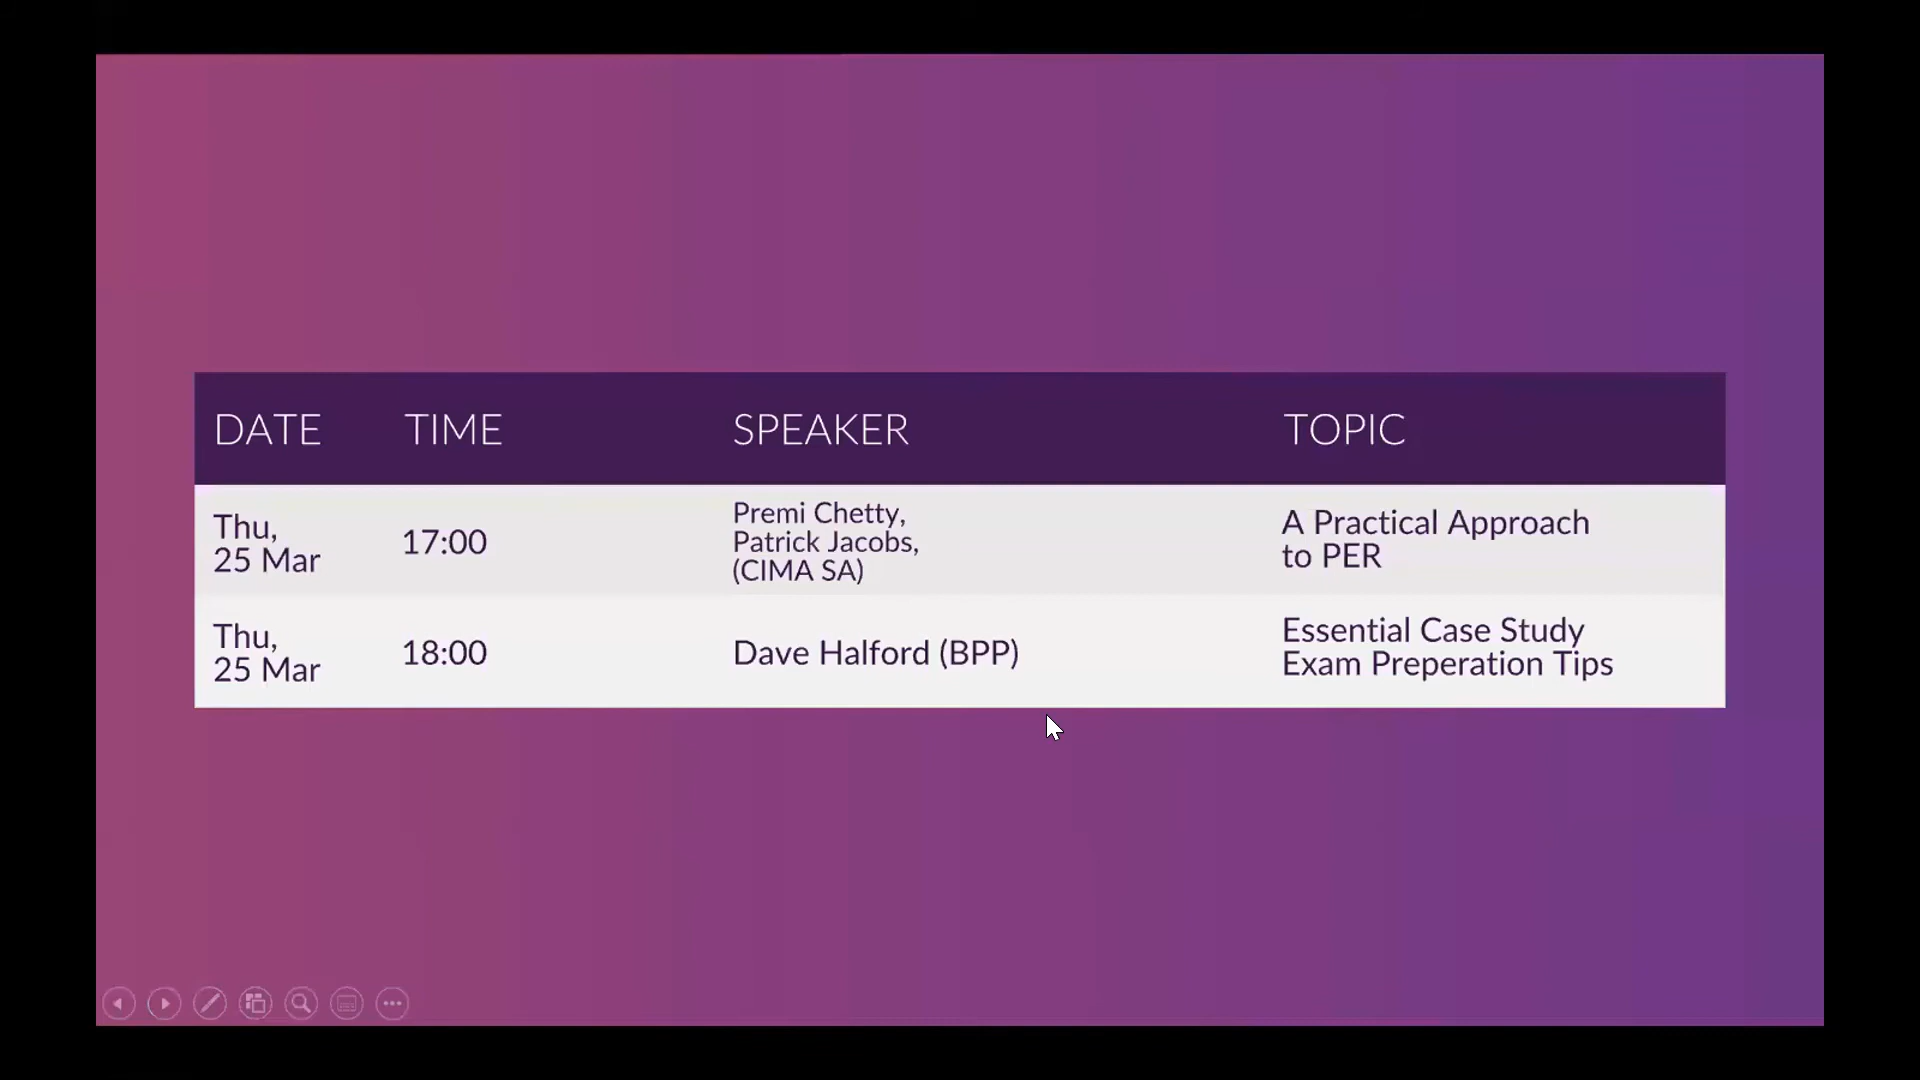 DATE TIME SPEAKER TOPIC
Thu,
25 Mar
17:00
Premi Chetty,
Patrick Jacobs,
(CIMA SA)
A Practical Approach
to PER
Thu,
25 Mar
18:00
Dave Halford (BPP)
Essential Case Study
Exam Preperation Tips